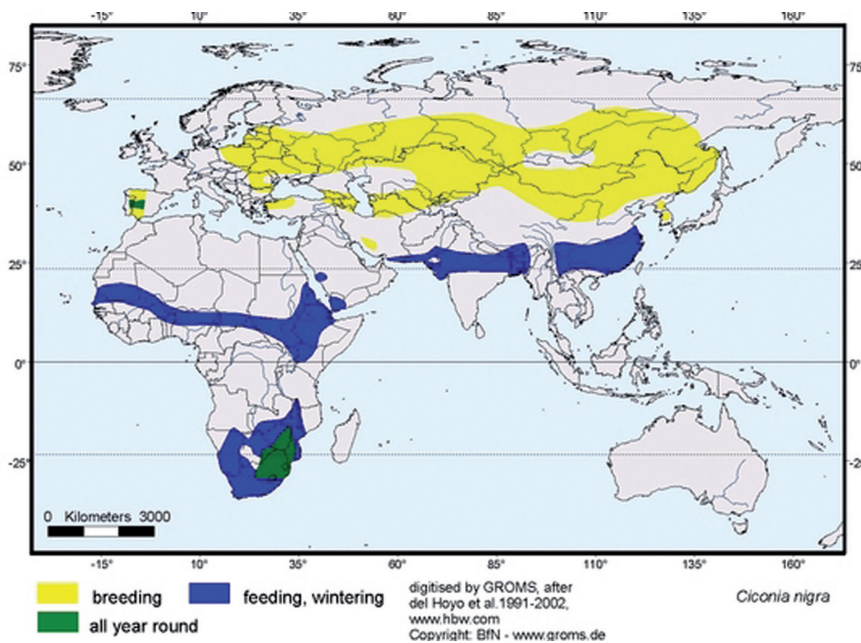 -15° 10° 35° 60° 85° 110° 135° 160°
75° 75°
50° 50°
25° 25°
0° 0°
-25° -25°
0 Kilometers 3000
-15° 10° 35° 60° 85° 110° 135° 160°
breeding
feeding, wintering
all year round
digitised by GROMS, after
del Hoyo et al.1991-2002,
www.hbw.com
Copyright: BfN - www.groms.de
Ciconia nigra